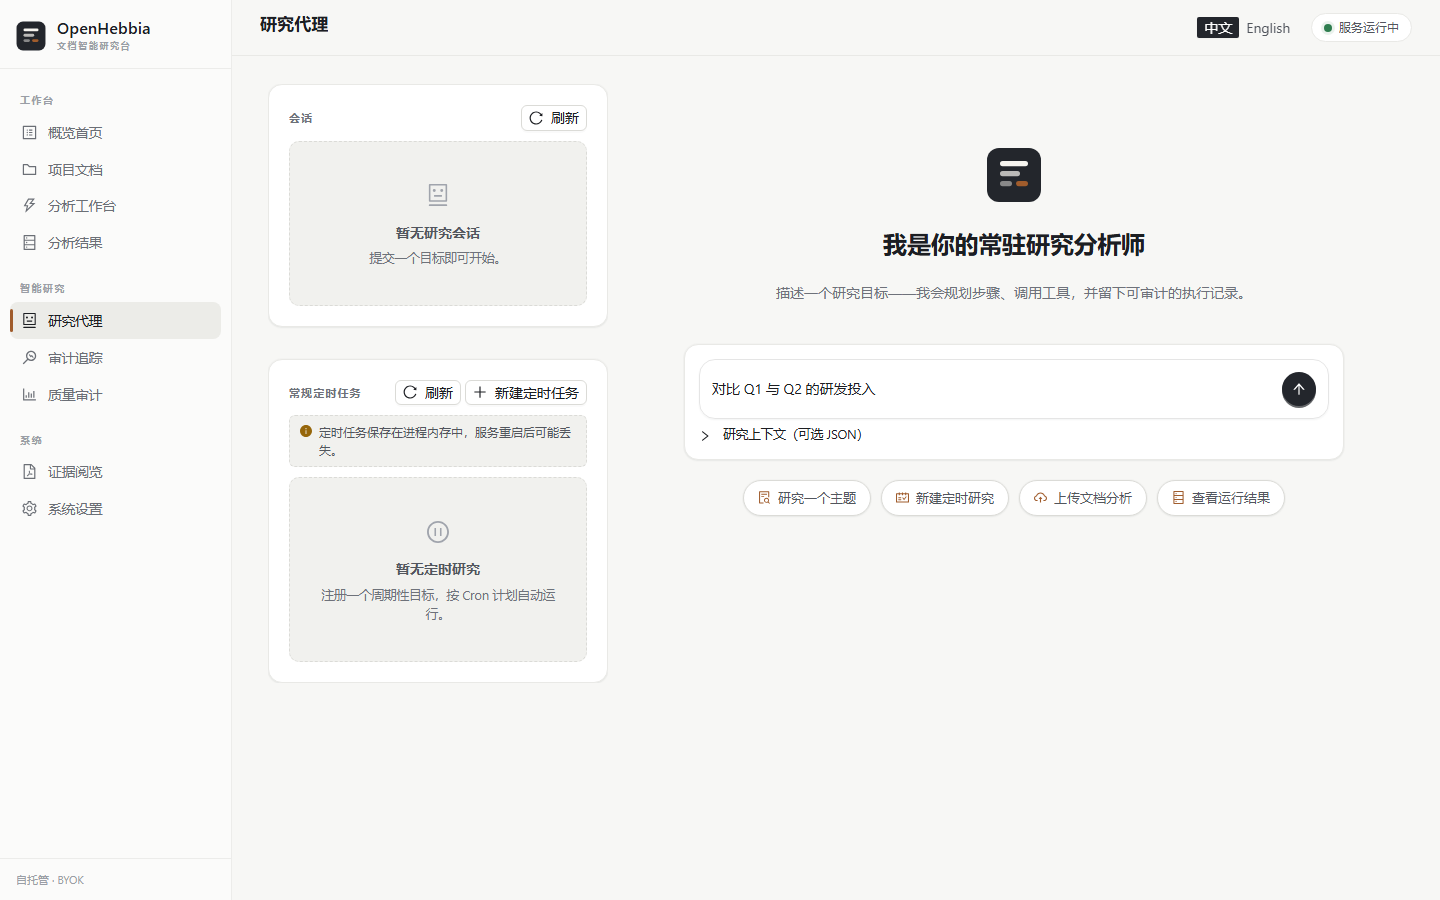 OpenHebbia
文档智能研究台
工作台
概览首页
项目文档
分析工作台
分析结果
智能研究
研究代理
审计追踪
质量审计
系统
证据阅览
系统设置
自托管 · BYOK
研究代理
中文
English
服务运行中
会话
刷新
暂无研究会话
提交一个目标即可开始。
常规定时任务
刷新
新建定时任务
定时任务保存在进程内存中，服务重启后可能丢
失。
暂无定时研究
注册一个周期性目标，按 Cron 计划自动运
行。
我是你的常驻研究分析师
描述一个研究目标——我会规划步骤、调用工具，并留下可审计的执行记录。
对比 Q1 与 Q2 的研发投入
研究上下文（可选 JSON）
研究一个主题
新建定时研究
上传文档分析
查看运行结果